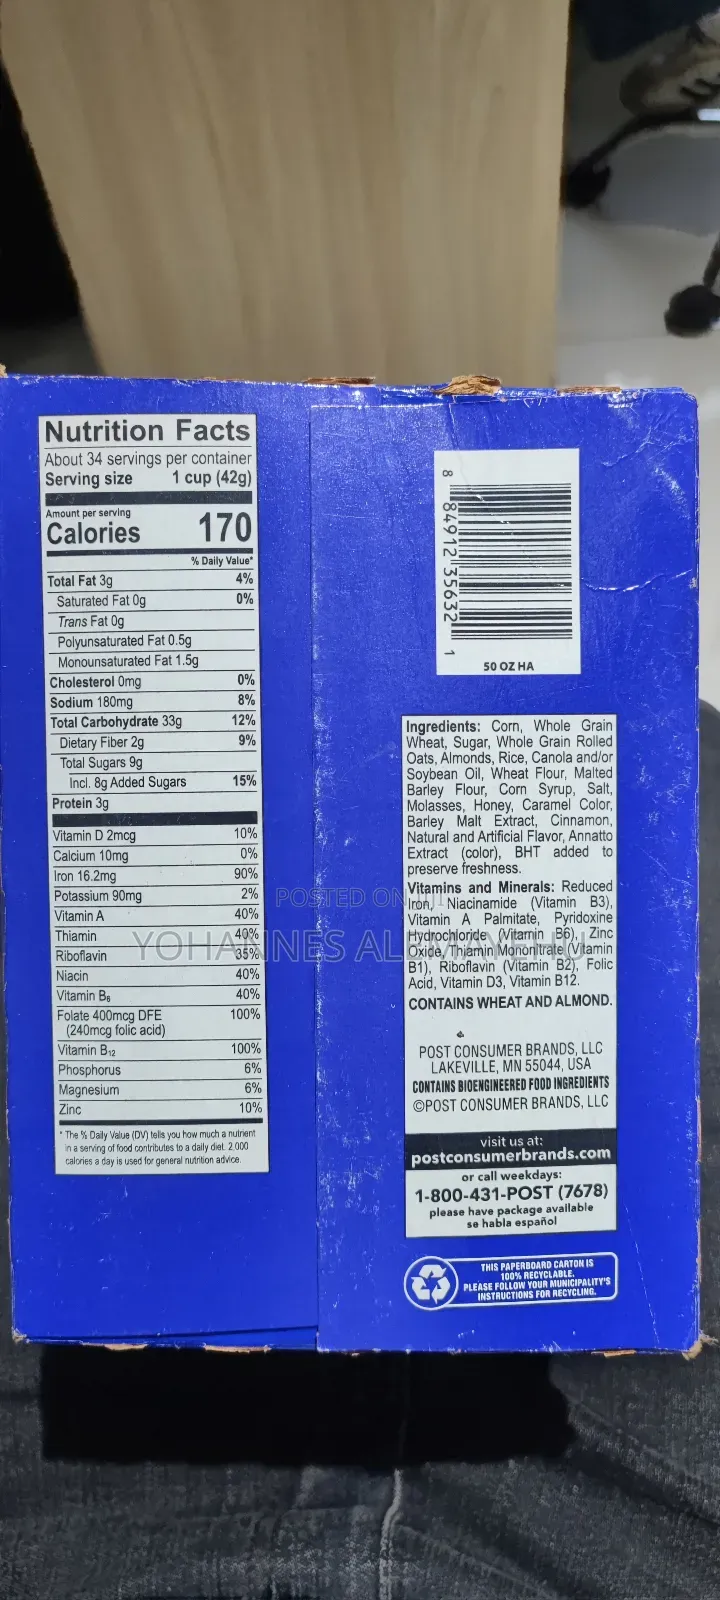 Nutrition Facts
About 34 servings per container
Serving size 1 cup (42g)
Amount per serving
Calories 170
% Daily Value*
Total Fat 3g 4%
Saturated Fat 0g 0%
Trans Fat 0g
Polyunsaturated Fat 0.5g
Monounsaturated Fat 1.5g
Cholesterol 0mg 0%
Sodium 180mg 8%
Total Carbohydrate 33g 12%
Dietary Fiber 2g 9%
Total Sugars 9g
Incl. 8g Added Sugars 15%
Protein 3g
Vitamin D 2mcg 10%
Calcium 10mg 0%
Iron 16.2mg 90%
Potassium 90mg 2%
Vitamin A 40%
Thiamin 40%
Riboflavin 35%
Niacin 40%
Vitamin B₆ 40%
Folate 400mcg DFE 100%
(240mcg folic acid)
Vitamin B₁₂ 100%
Phosphorus 6%
Magnesium 6%
Zinc 10%
* The % Daily Value (DV) tells you how much a nutrient
in a serving of food contributes to a daily diet. 2,000
calories a day is used for general nutrition advice.
8 84912 35632 1
50 OZ HA
Ingredients: Corn, Whole Grain
Wheat, Sugar, Whole Grain Rolled
Oats, Almonds, Rice, Canola and/or
Soybean Oil, Wheat Flour, Malted
Barley Flour, Corn Syrup, Salt,
Molasses, Honey, Caramel Color,
Barley Malt Extract, Cinnamon,
Natural and Artificial Flavor, Annatto
Extract (color), BHT added to
preserve freshness.
Vitamins and Minerals: Reduced
Iron, Niacinamide (Vitamin B3),
Vitamin A Palmitate, Pyridoxine
Hydrochloride (Vitamin B6), Zinc
Oxide, Thiamin Mononitrate (Vitamin
B1), Riboflavin (Vitamin B2), Folic
Acid, Vitamin D3, Vitamin B12.
CONTAINS WHEAT AND ALMOND.
POST CONSUMER BRANDS, LLC
LAKEVILLE, MN 55044, USA
CONTAINS BIOENGINEERED FOOD INGREDIENTS
©POST CONSUMER BRANDS, LLC
visit us at:
postconsumerbrands.com
or call weekdays:
1-800-431-POST (7678)
please have package available
se habla español
THIS PAPERBOARD CARTON IS
100% RECYCLABLE.
PLEASE FOLLOW YOUR MUNICIPALITY'S
INSTRUCTIONS FOR RECYCLING.
POSTED ON
YOHANNES ALEMAYEHU